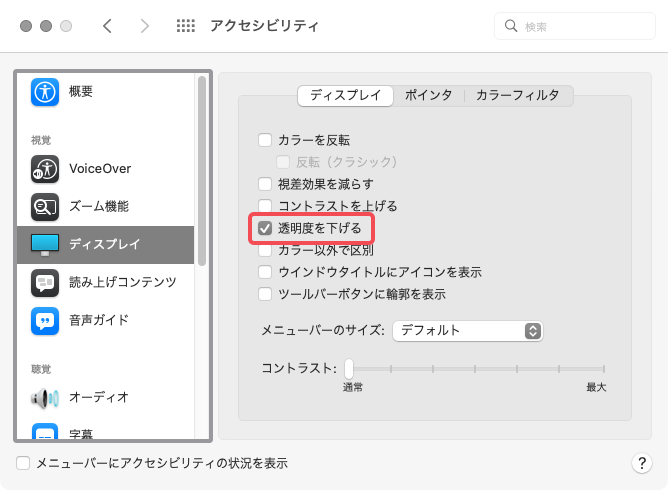 アクセシビリティ
検索
概要
視覚
VoiceOver
ズーム機能
ディスプレイ
読み上げコンテンツ
音声ガイド
聴覚
オーディオ
字幕
ディスプレイ ポインタ カラーフィルタ
カラーを反転
反転（クラシック）
視差効果を減らす
コントラストを上げる
透明度を下げる
カラー以外で区別
ウインドウタイトルにアイコンを表示
ツールバーボタンに輪郭を表示
メニューバーのサイズ: デフォルト
コントラスト:
通常 最大
メニューバーにアクセシビリティの状況を表示 ?